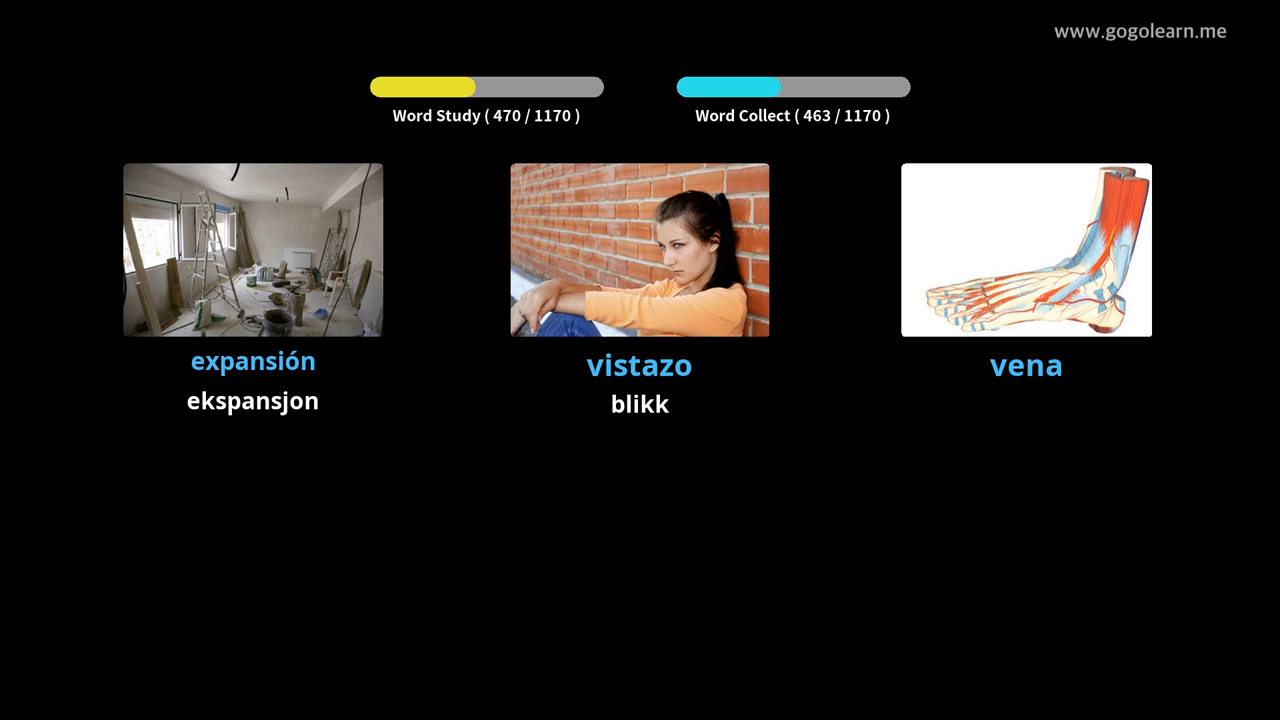 www.gogolearn.me
Word Study ( 470 / 1170 )
Word Collect ( 463 / 1170 )
expansión
ekspansjon
vistazo
blikk
vena